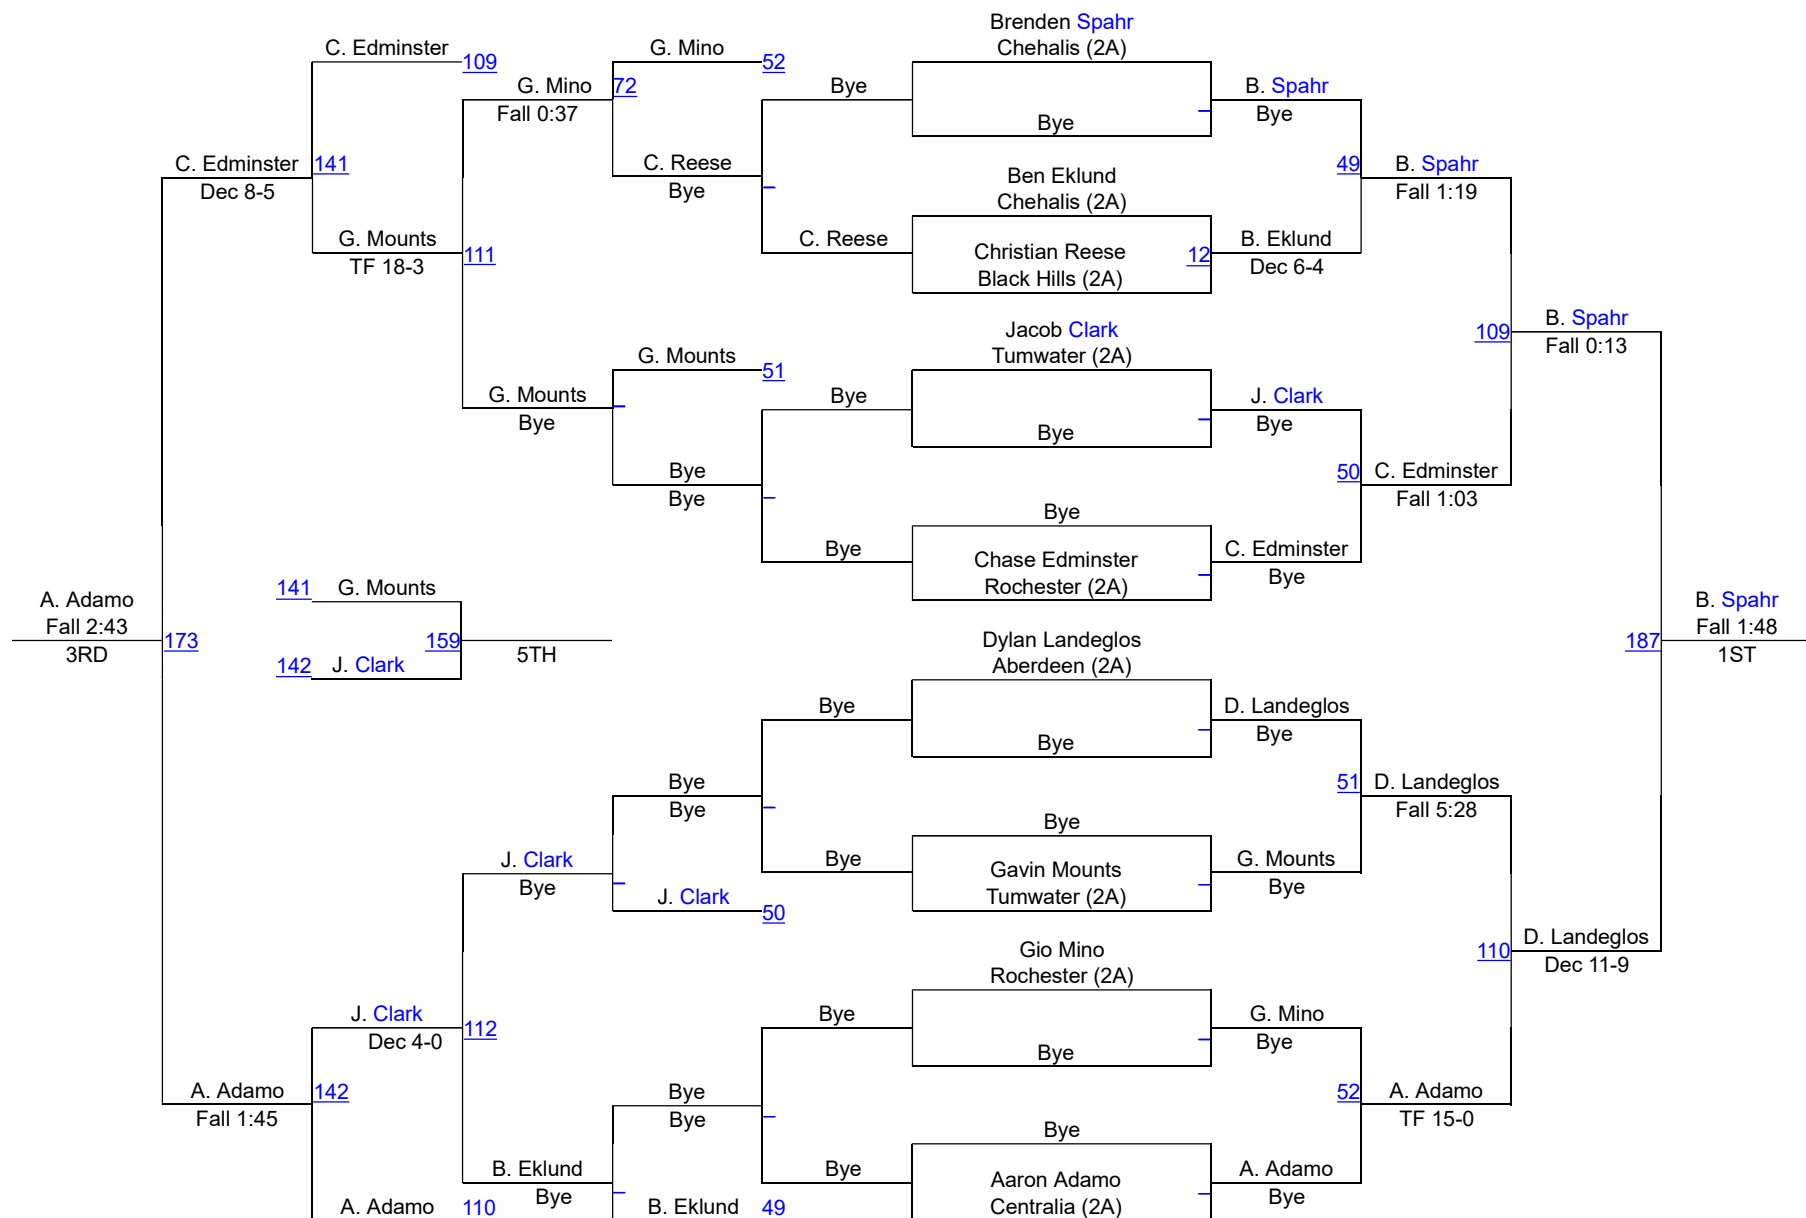 Brenden Spahr
C. Edminster
G. Mino
Chehalis (2A)
109
52
G. Mino
72
Bye
B. Spahr
Fall 0:37
Bye
Bye
C. Edminster
141
C. Reese
49
B. Spahr
Dec 8-5
Bye
Ben Eklund
Fall 1:19
Chehalis (2A)
G. Mounts
111
C. Reese
Christian Reese
12
B. Eklund
TF 18-3
Black Hills (2A)
Dec 6-4
Jacob Clark
109
B. Spahr
G. Mounts
Tumwater (2A)
Fall 0:13
51
G. Mounts
Bye
J. Clark
Bye
Bye
Bye
Bye
50
C. Edminster
Bye
Fall 1:03
Bye
Bye
Chase Edminster
C. Edminster
Rochester (2A)
Bye
141
G. Mounts
A. Adamo
B. Spahr
Fall 2:43
Fall 1:48
173
159
5TH
Dylan Landeglos
187
3RD
1ST
142
J. Clark
Aberdeen (2A)
Bye
D. Landeglos
Bye
Bye
Bye
51
D. Landeglos
Bye
Fall 5:28
Bye
J. Clark
Bye
Gavin Mounts
G. Mounts
Bye
Tumwater (2A)
Bye
J. Clark
50
Gio Mino
110
D. Landeglos
Rochester (2A)
Dec 11-9
J. Clark
112
Bye
G. Mino
Dec 4-0
Bye
Bye
A. Adamo
142
Bye
52
A. Adamo
Fall 1:45
Bye
TF 15-0
Bye
B. Eklund
Bye
Aaron Adamo
A. Adamo
Bye
Centralia (2A)
Bye
A. Adamo
110
B. Eklund
49